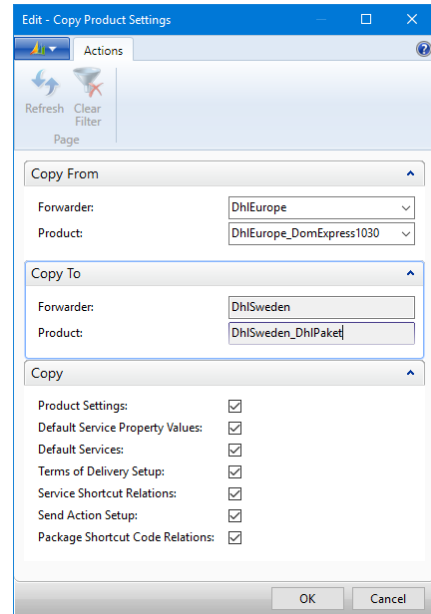 Edit - Copy Product Settings
Actions
Refresh Clear
Filter
Page
Copy From
Forwarder: DhlEurope
Product: DhlEurope_DomExpress1030
Copy To
Forwarder: DhlSweden
Product: DhlSweden_DhlPaket
Copy
Product Settings:
Default Service Property Values:
Default Services:
Terms of Delivery Setup:
Service Shortcut Relations:
Send Action Setup:
Package Shortcut Code Relations:
OK Cancel